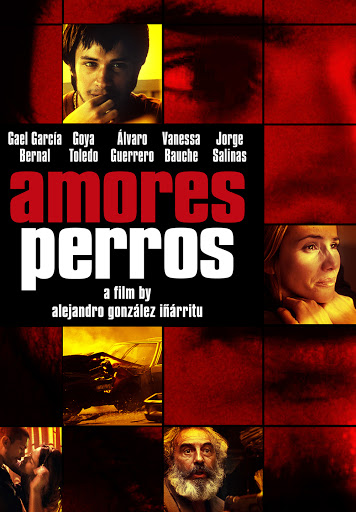 Gael García Goya Álvaro Vanessa Jorge
Bernal Toledo Guerrero Bauche Salinas
amores
perros
a film by
alejandro gonzález iñárritu